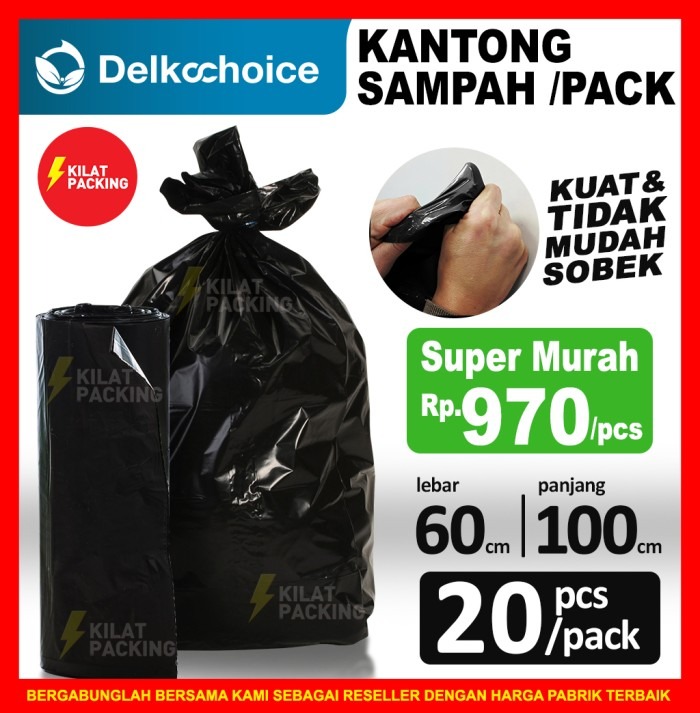 Delkochoice
KANTONG
SAMPAH /PACK
KILAT
PACKING
KUAT &
TIDAK
MUDAH
SOBEK
KILAT
PACKING
KILAT
PACKING
Super Murah
Rp.970/pcs
lebar
60cm
panjang
100cm
20 pcs
/pack
KILAT
PACKING
KILAT
PACKING
BERGABUNGLAH BERSAMA KAMI SEBAGAI RESELLER DENGAN HARGA PABRIK TERBAIK